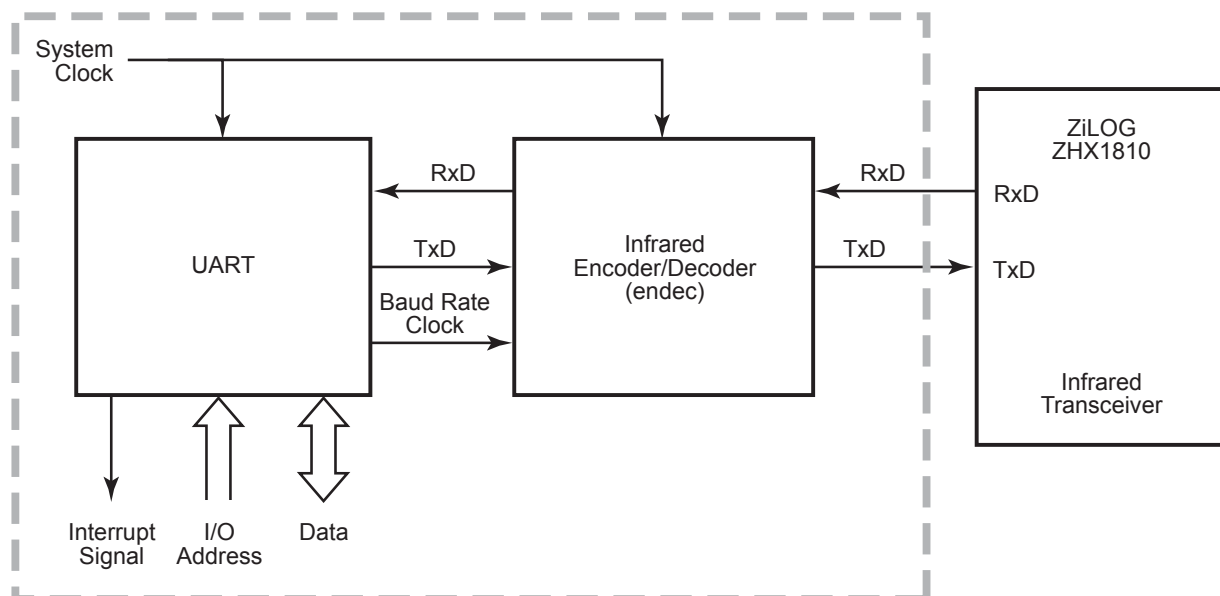 System
Clock
ZiLOG
ZHX1810
RxD
RxD
RxD
UART
TxD
Infrared
Encoder/Decoder
(endec)
TxD
TxD
Baud Rate
Clock
Infrared
Transceiver
Interrupt
Signal
I/O
Address
Data